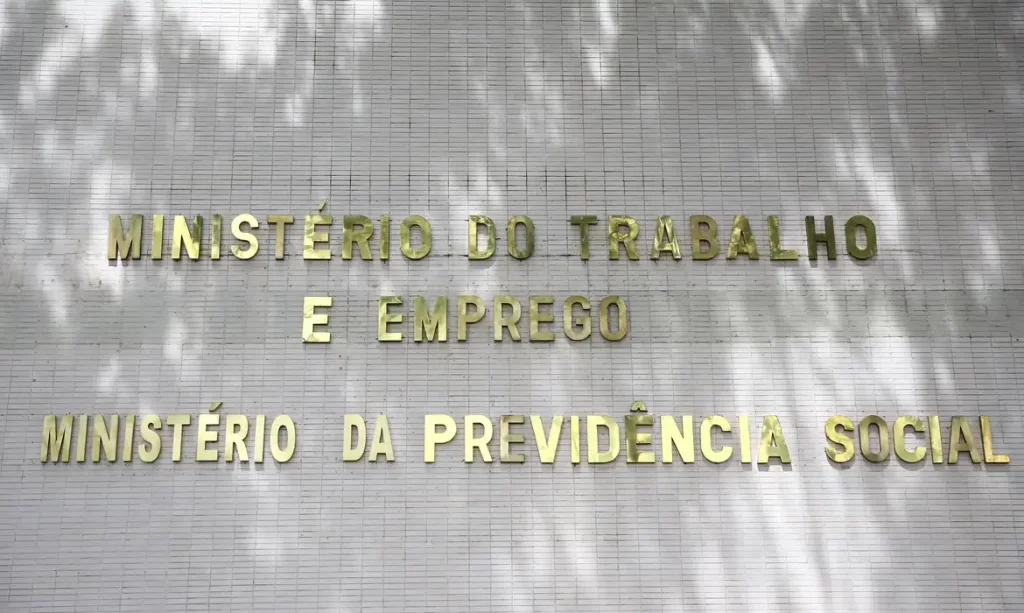 MINISTÉRIO DO TRABALHO
E EMPREGO
MINISTÉRIO DA PREVIDÊNCIA SOCIAL